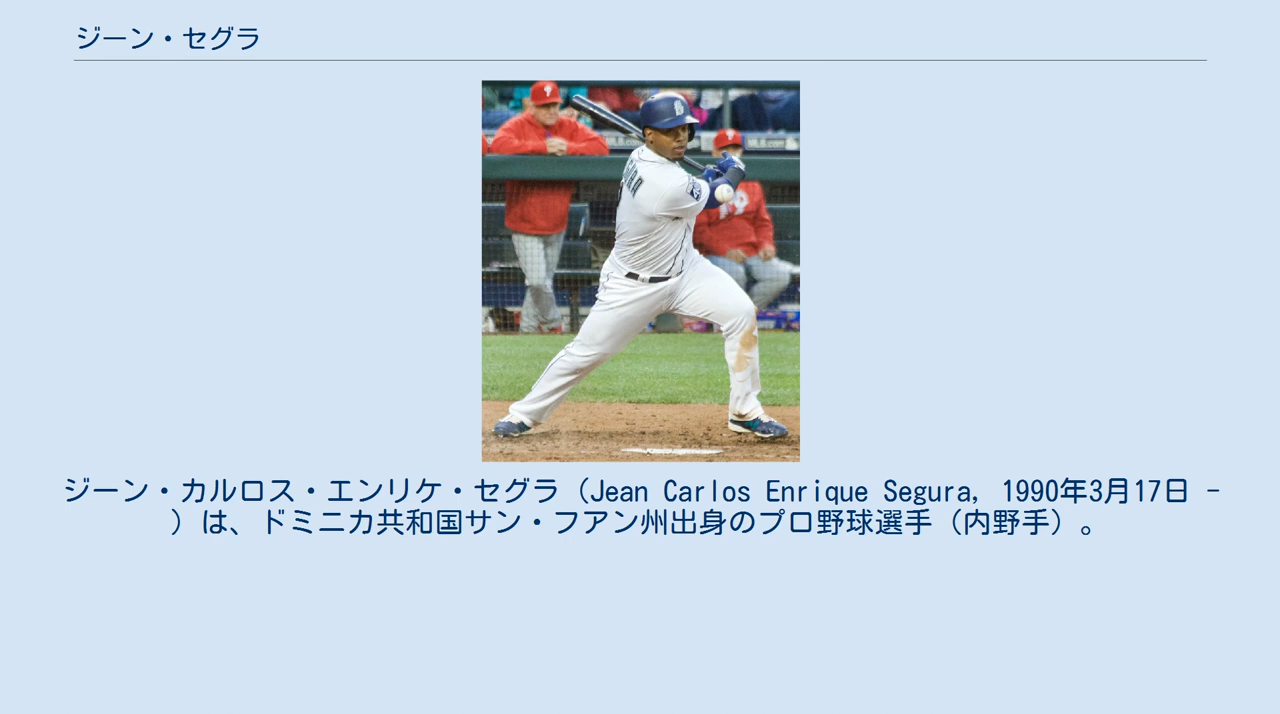 ジーン・セグラ
ジーン・カルロス・エンリケ・セグラ（Jean Carlos Enrique Segura, 1990年3月17日 -
）は、ドミニカ共和国サン・フアン州出身のプロ野球選手（内野手）。